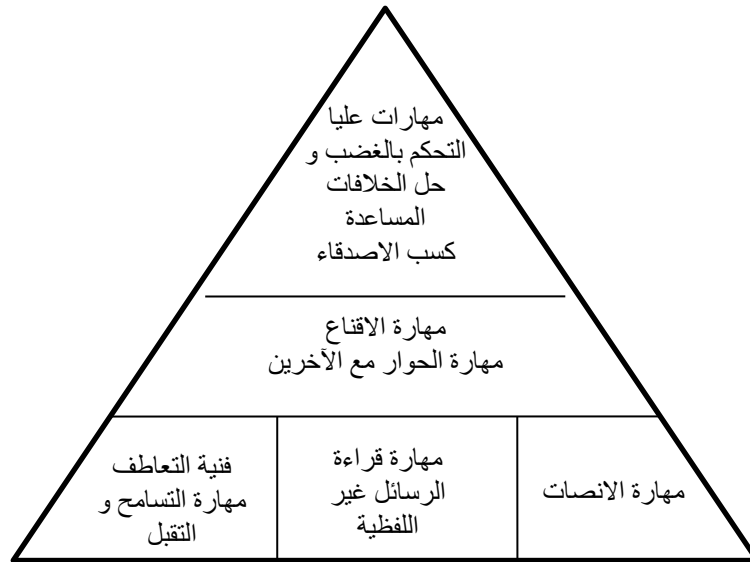 مهارات عليا
التحكم بالغضب و
حل الخلافات
المساعدة
كسب الاصدقاء
مهارة الاقناع
مهارة الحوار مع الآخرين
مهارة الانصات
مهارة قراءة
الرسائل غير
اللفظية
فنية التعاطف
مهارة التسامح و
التقبل